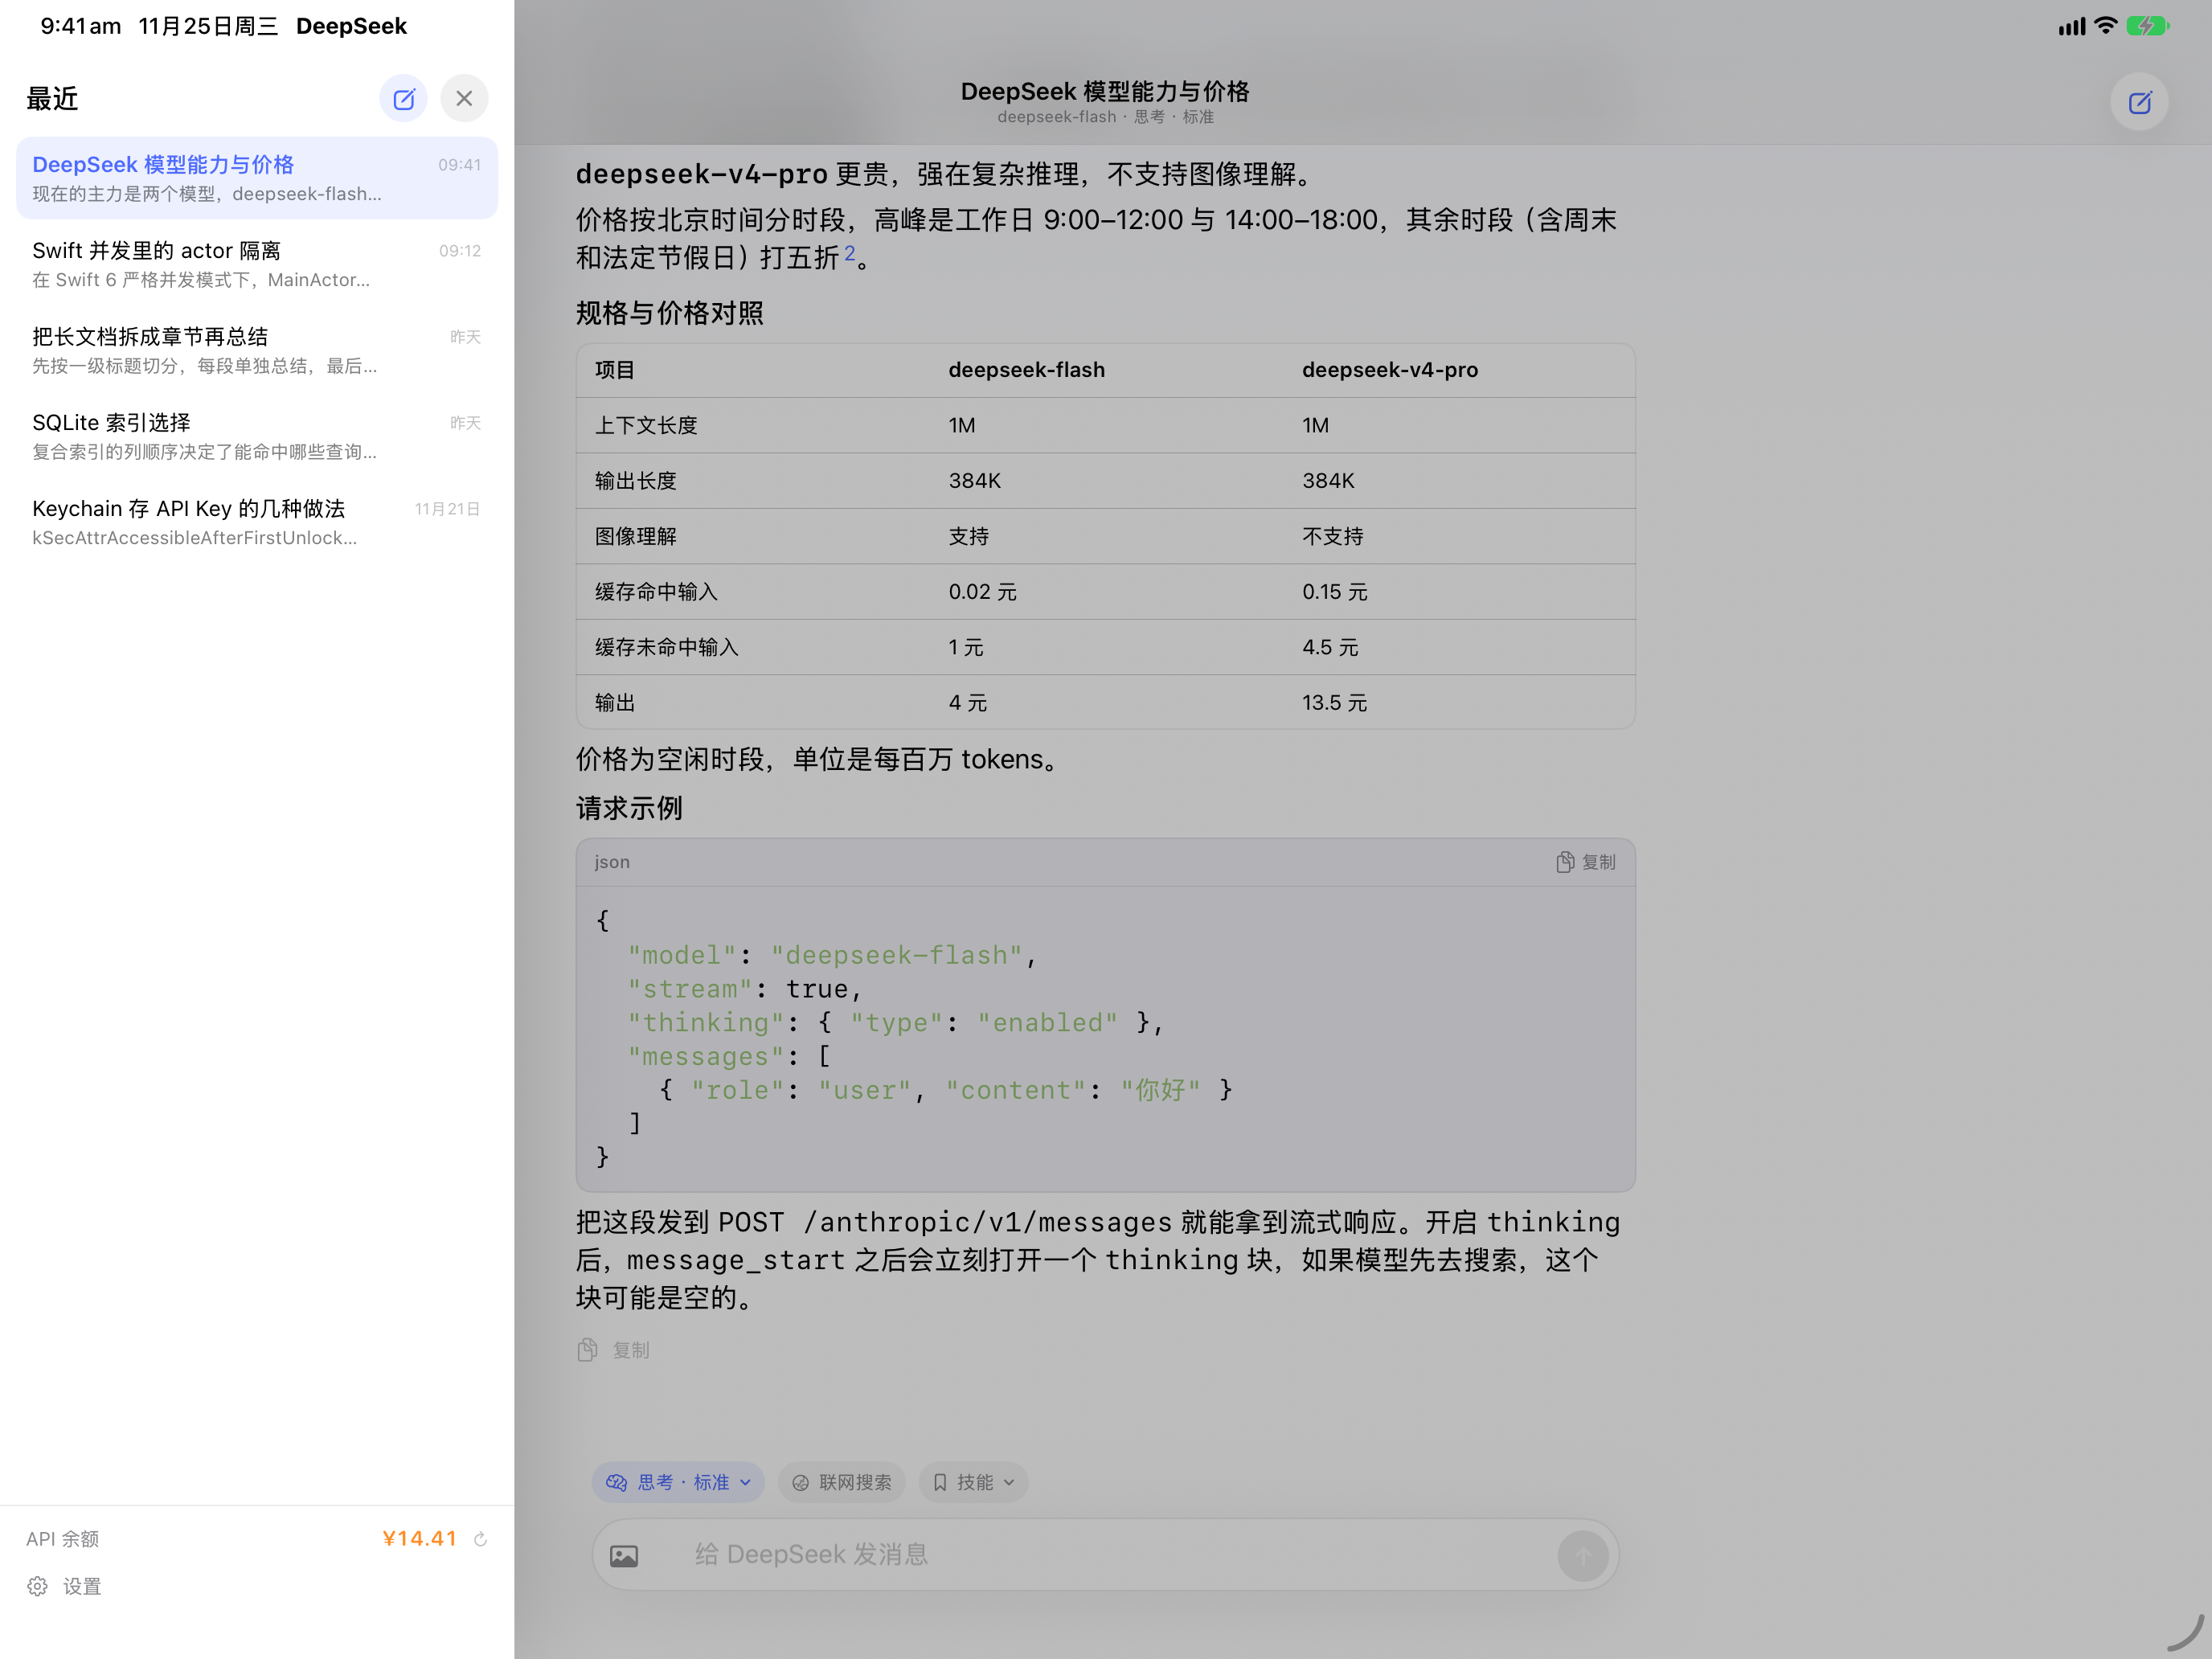 9:41am 11月25日周三 DeepSeek
最近
DeepSeek 模型能力与价格 09:41
现在的主力是两个模型，deepseek-flash...
Swift 并发里的 actor 隔离 09:12
在 Swift 6 严格并发模式下，MainActor...
把长文档拆成章节再总结 昨天
先按一级标题切分，每段单独总结，最后...
SQLite 索引选择 昨天
复合索引的列顺序决定了能命中哪些查询...
Keychain 存 API Key 的几种做法 11月21日
kSecAttrAccessibleAfterFirstUnlock...
API 余额 ¥14.41
设置
DeepSeek 模型能力与价格
deepseek-flash · 思考 · 标准
deepseek-v4-pro 更贵，强在复杂推理，不支持图像理解。
价格按北京时间分时段，高峰是工作日 9:00–12:00 与 14:00–18:00，其余时段（含周末
和法定节假日）打五折 2。
规格与价格对照
项目 deepseek-flash deepseek-v4-pro
上下文长度 1M 1M
输出长度 384K 384K
图像理解 支持 不支持
缓存命中输入 0.02 元 0.15 元
缓存未命中输入 1 元 4.5 元
输出 4 元 13.5 元
价格为空闲时段，单位是每百万 tokens。
请求示例
json 复制
{
  "model": "deepseek-flash",
  "stream": true,
  "thinking": { "type": "enabled" },
  "messages": [
    { "role": "user", "content": "你好" }
  ]
}
把这段发到 POST /anthropic/v1/messages 就能拿到流式响应。开启 thinking
后，message_start 之后会立刻打开一个 thinking 块，如果模型先去搜索，这个
块可能是空的。
复制
思考 · 标准 联网搜索 技能
给 DeepSeek 发消息